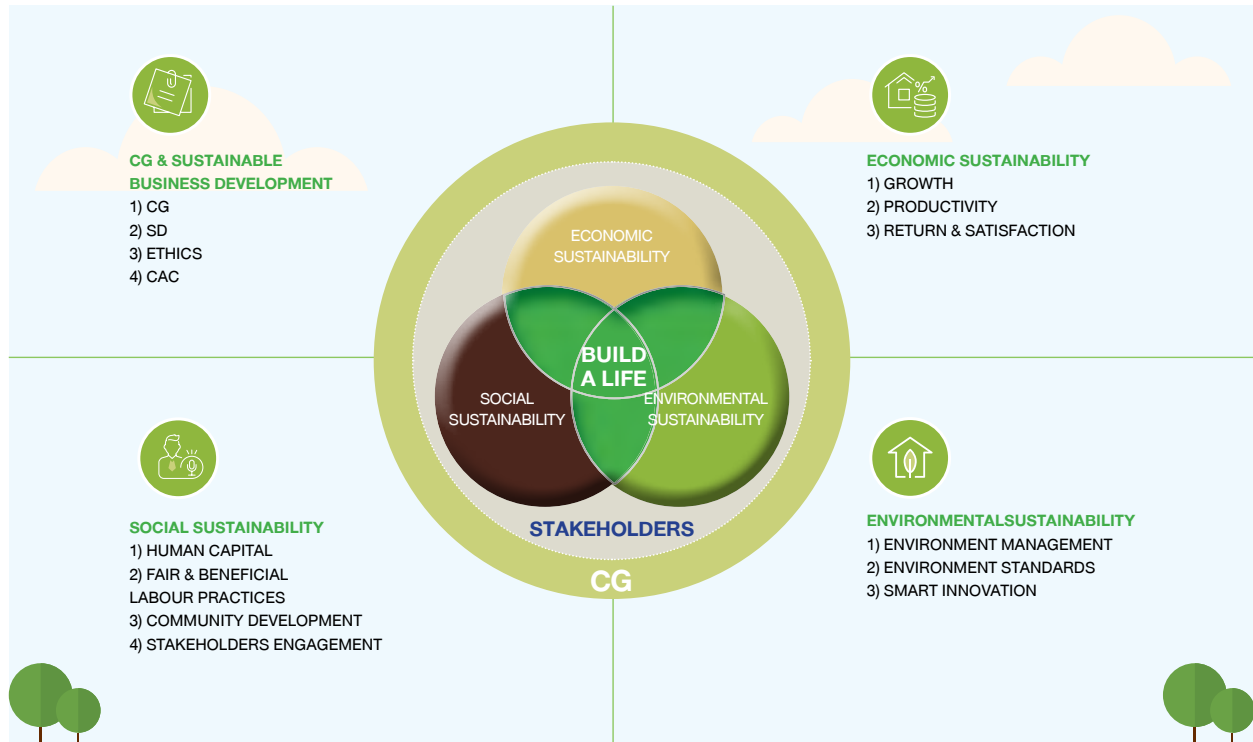 CG & SUSTAINABLE
BUSINESS DEVELOPMENT
1) CG
2) SD
3) ETHICS
4) CAC
ECONOMIC SUSTAINABILITY
1) GROWTH
2) PRODUCTIVITY
3) RETURN & SATISFACTION
ECONOMIC
SUSTAINABILITY
BUILD
A LIFE
SOCIAL
SUSTAINABILITY
ENVIRONMENTAL
SUSTAINABILITY
STAKEHOLDERS
CG
SOCIAL SUSTAINABILITY
1) HUMAN CAPITAL
2) FAIR & BENEFICIAL
LABOUR PRACTICES
3) COMMUNITY DEVELOPMENT
4) STAKEHOLDERS ENGAGEMENT
ENVIRONMENTALSUSTAINABILITY
1) ENVIRONMENT MANAGEMENT
2) ENVIRONMENT STANDARDS
3) SMART INNOVATION